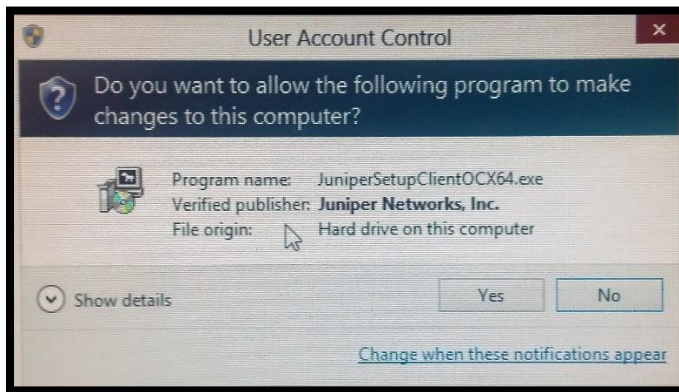 User Account Control
Do you want to allow the following program to make
changes to this computer?
Program name: JuniperSetupClientOCX64.exe
Verified publisher: Juniper Networks, Inc.
File origin: Hard drive on this computer
Show details
Yes
No
Change when these notifications appear